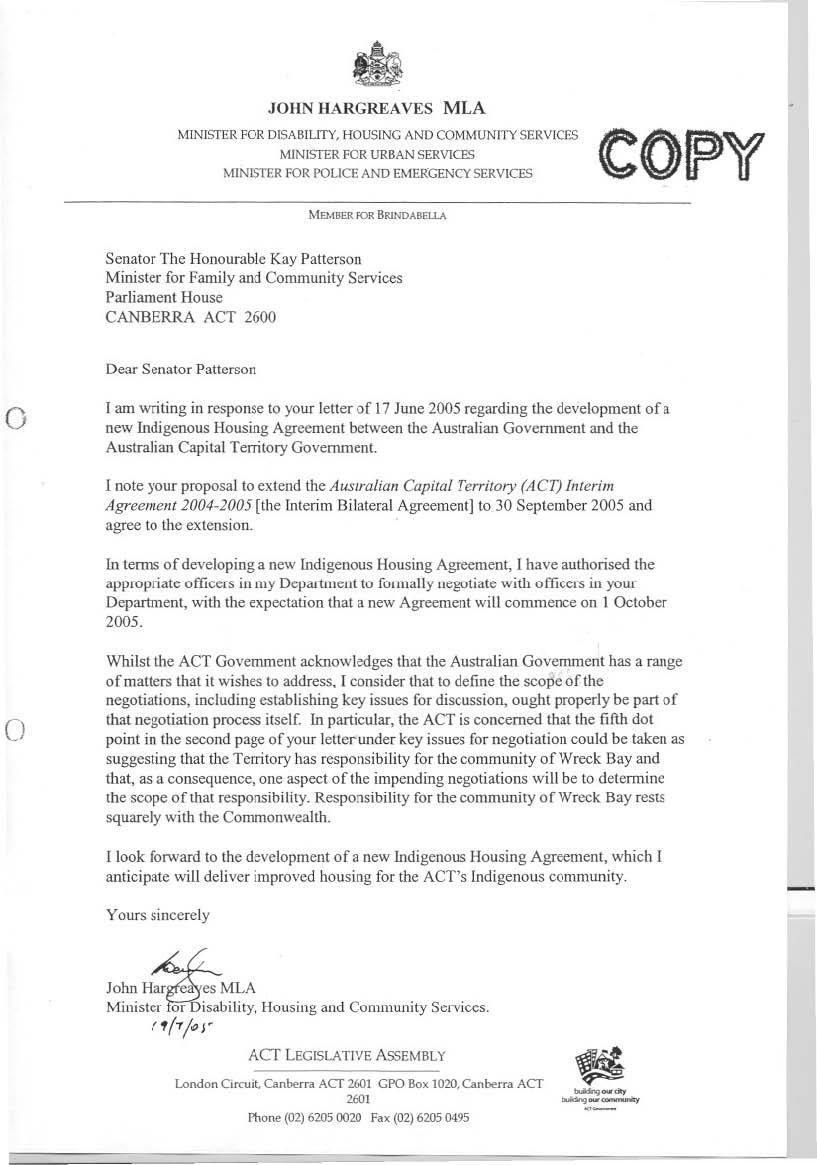 JOHN HARGREAVES MLA
MINISTER FOR DISABILITY, HOUSING AND COMMUNITY SERVICES
MINISTER FOR URBAN SERVICES
MINISTER FOR POLICE AND EMERGENCY SERVICES
COPY
MEMBER FOR BRINDABELLA
Senator The Honourable Kay Patterson
Minister for Family and Community Services
Parliament House
CANBERRA ACT 2600
Dear Senator Patterson
I am writing in response to your letter of 17 June 2005 regarding the development of a
new Indigenous Housing Agreement between the Australian Government and the
Australian Capital Territory Government.
I note your proposal to extend the Australian Capital Territory (ACT) Interim
Agreement 2004-2005 [the Interim Bilateral Agreement] to 30 September 2005 and
agree to the extension.
In terms of developing a new Indigenous Housing Agreement, I have authorised the
appropriate officers in my Department to formally negotiate with officers in your
Department, with the expectation that a new Agreement will commence on 1 October
2005.
Whilst the ACT Government acknowledges that the Australian Government has a range
of matters that it wishes to address, I consider that to define the scope of the
negotiations, including establishing key issues for discussion, ought properly be part of
that negotiation process itself. In particular, the ACT is concerned that the fifth dot
point in the second page of your letter under key issues for negotiation could be taken as
suggesting that the Territory has responsibility for the community of Wreck Bay and
that, as a consequence, one aspect of the impending negotiations will be to determine
the scope of that responsibility. Responsibility for the community of Wreck Bay rests
squarely with the Commonwealth.
I look forward to the development of a new Indigenous Housing Agreement, which I
anticipate will deliver improved housing for the ACT's Indigenous community.
Yours sincerely
John Hargreaves MLA
Minister for Disability, Housing and Community Services.
19/7/05
ACT LEGISLATIVE ASSEMBLY
London Circuit, Canberra ACT 2601 GPO Box 1020, Canberra ACT
2601
Phone (02) 6205 0020 Fax (02) 6205 0495
building our city
building our community
ACT Government